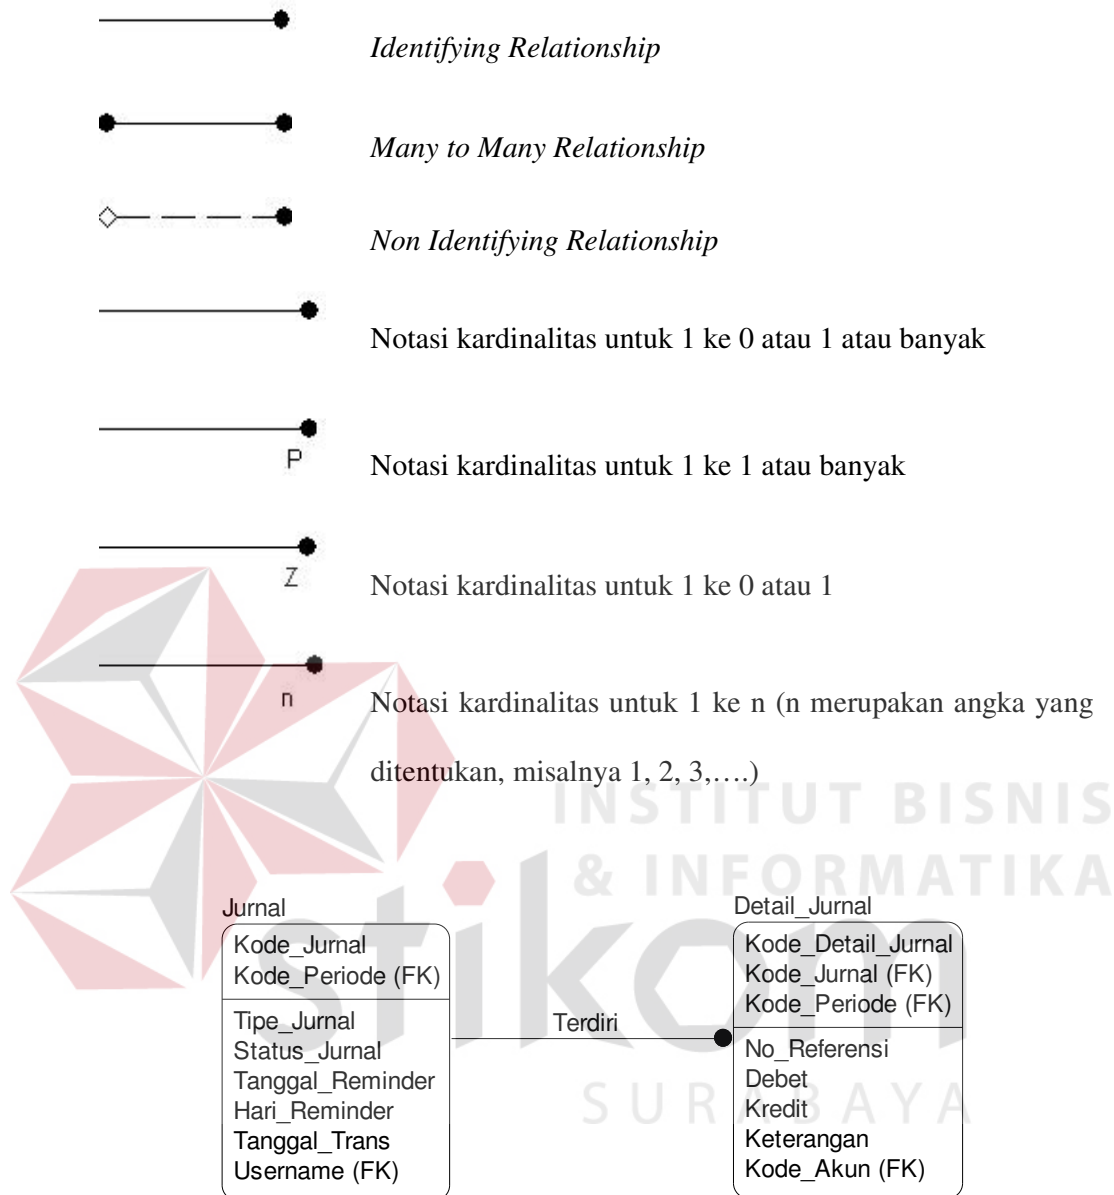 Identifying Relationship
Many to Many Relationship
Non Identifying Relationship
Notasi kardinalitas untuk 1 ke 0 atau 1 atau banyak
P
Notasi kardinalitas untuk 1 ke 1 atau banyak
Z
Notasi kardinalitas untuk 1 ke 0 atau 1
n
Notasi kardinalitas untuk 1 ke n (n merupakan angka yang
ditentukan, misalnya 1, 2, 3,….)
INSTITUT BISNIS
& INFORMATIKA
stikom
SURABAYA
Jurnal
Kode_Jurnal
Kode_Periode (FK)
Tipe_Jurnal
Status_Jurnal
Tanggal_Reminder
Hari_Reminder
Tanggal_Trans
Username (FK)
Terdiri
Detail_Jurnal
Kode_Detail_Jurnal
Kode_Jurnal (FK)
Kode_Periode (FK)
No_Referensi
Debet
Kredit
Keterangan
Kode_Akun (FK)